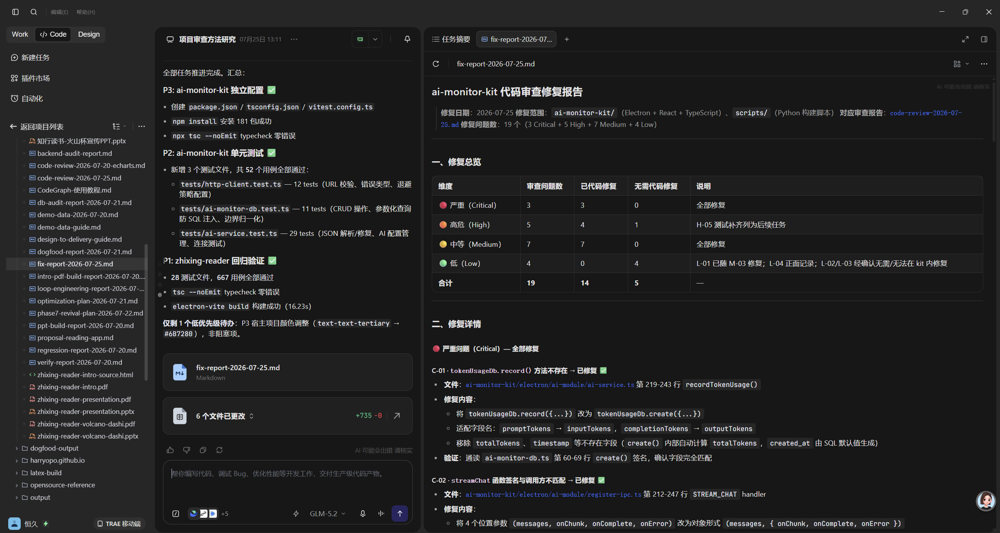 编辑(E) 帮助(H)
Work Code Design
新建任务
插件市场
自动化
返回项目列表
知行读书-火山杯宣传PPT.pptx
backend-audit-report.md
code-review-2026-07-20-echarts.md
code-review-2026-07-25.md
CodeGraph-使用教程.md
db-audit-report-2026-07-21.md
demo-data-2026-07-20.md
demo-data-guide.md
design-to-delivery-guide.md
dogfood-report-2026-07-21.md
fix-report-2026-07-25.md
intro-pdf-build-report-2026-07-20....
loop-engineering-report-2026-07-...
optimization-plan-2026-07-21.md
phase7-revival-plan-2026-07-22.md
ppt-build-report-2026-07-20.md
proposal-reading-app.md
regression-report-2026-07-20.md
verify-report-2026-07-20.md
zhixing-reader-intro-source.html
zhixing-reader-intro.pdf
zhixing-reader-presentation.pdf
zhixing-reader-presentation.pptx
zhixing-reader-volcano-dashi.pdf
zhixing-reader-volcano-dashi.pptx
dogfood-output
harryopo.github.io
latex-build
opensource-reference
output
恒久 TRAE 移动端
项目审查方法研究 07月25日 13:11
全部任务推进完成。汇总：
P3: ai-monitor-kit 独立配置 ✅
• 创建 package.json / tsconfig.json / vitest.config.ts
• npm install 安装 181 包成功
• npx tsc --noEmit typecheck 零错误
P2: ai-monitor-kit 单元测试 ✅
• 新增 3 个测试文件，共 52 个用例全部通过：
tests/http-client.test.ts — 12 tests（URL 校验、错误类型、退避
策略配置）
tests/ai-monitor-db.test.ts — 11 tests（CRUD 操作、参数化查询
防 SQL 注入、边界归一化）
tests/ai-service.test.ts — 29 tests（JSON 解析/修复、AI 配置管
理、连接测试）
P1: zhixing-reader 回归验证 ✅
• 28 测试文件，667 用例全部通过
• tsc --noEmit typecheck 零错误
• electron-vite build 构建成功（16.23s）
仅剩 1 个低优先级待办：P3 宿主项目颜色调整（text-text-tertiary →
#6B7280），非阻塞项。
fix-report-2026-07-25.md
Markdown
6 个文件已更改 +735 -0
AI 可能会出错 请核实
帮你编写代码、调试 Bug、优化性能等开发工作，交付生产级代码产物。
+5 GLM-5.2
任务摘要 fix-report-2026-07...
fix-report-2026-07-25.md
AI 可能会出错 请核实
ai-monitor-kit 代码审查修复报告
修复日期：2026-07-25 修复范围：ai-monitor-kit/（Electron + React + TypeScript）、scripts/（Python 构建脚本） 对应审查报告：code-review-2026-07-
25.md 修复问题数：19 个（3 Critical + 5 High + 7 Medium + 4 Low）
一、修复总览
维度 审查问题数 已代码修复 无需代码修复 说明
严重（Critical） 3 3 0 全部修复
高危（High） 5 4 1 H-05 测试补齐列为后续任务
中等（Medium） 7 7 0 全部修复
低（Low） 4 0 4 L-01 已随 M-03 修复；L-04 正面记录；L-02/L-03 经确认无需/无法在 kit 内修复
合计 19 14 5 —
二、修复详情
严重问题（Critical）— 全部修复
C-01 · tokenUsageDb.record() 方法不存在 → 已修复 ✅
• 文件：ai-monitor-kit/electron/ai-module/ai-service.ts 第 219-243 行 recordTokenUsage()
• 修复内容：
将 tokenUsageDb.record({...}) 改为 tokenUsageDb.create({...})
适配字段名：promptTokens → inputTokens，completionTokens → outputTokens
移除 totalTokens、timestamp 等不存在字段（create() 内部自动计算 totalTokens，created_at 由 SQL 默认值生成）
• 验证：通读 ai-monitor-db.ts 第 60-69 行 create() 签名，确认字段完全匹配
C-02 · streamChat 函数签名与调用方不匹配 → 已修复 ✅
• 文件：ai-monitor-kit/electron/ai-module/register-ipc.ts 第 212-247 行 STREAM_CHAT handler
• 修复内容：
将 4 个位置参数 (messages, onChunk, onComplete, onError) 改为对象形式 (messages, { onChunk, onComplete, onError })